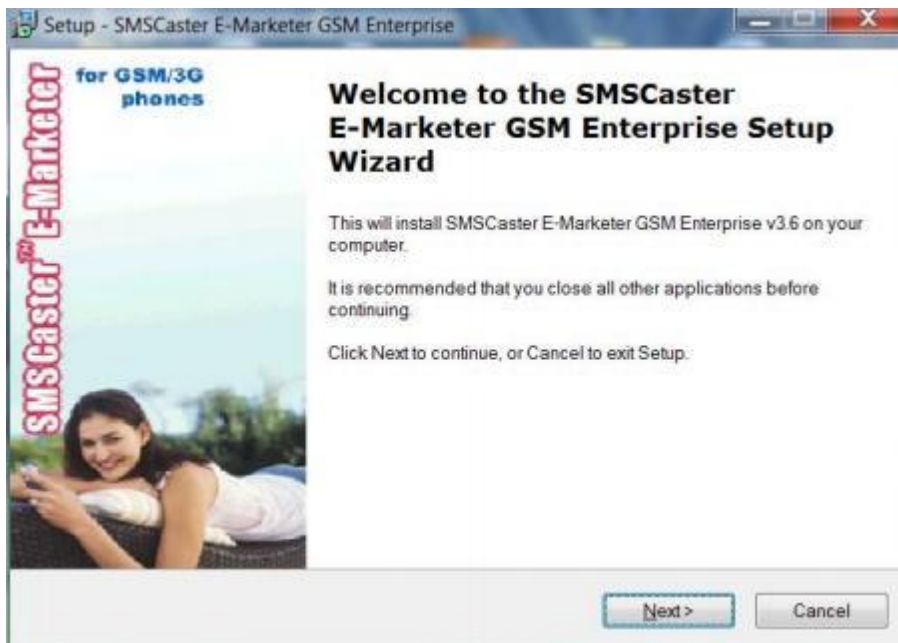 Setup - SMSCaster E-Marketer GSM Enterprise
SMSCaster™ E-Marketer
for GSM/3G
phones
Welcome to the SMSCaster
E-Marketer GSM Enterprise Setup
Wizard
This will install SMSCaster E-Marketer GSM Enterprise v3.6 on your
computer.
It is recommended that you close all other applications before
continuing.
Click Next to continue, or Cancel to exit Setup.
Next >
Cancel